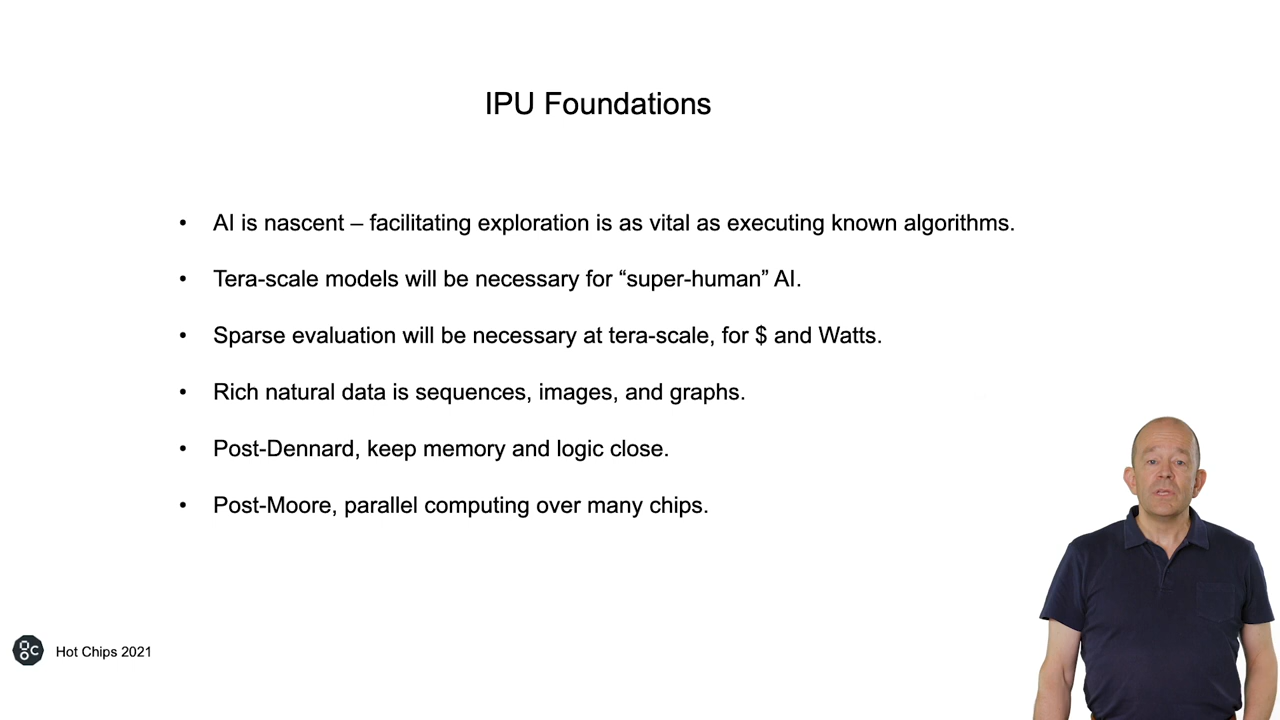 IPU Foundations
• AI is nascent – facilitating exploration is as vital as executing known algorithms.
• Tera-scale models will be necessary for “super-human” AI.
• Sparse evaluation will be necessary at tera-scale, for $ and Watts.
• Rich natural data is sequences, images, and graphs.
• Post-Dennard, keep memory and logic close.
• Post-Moore, parallel computing over many chips.
gc Hot Chips 2021